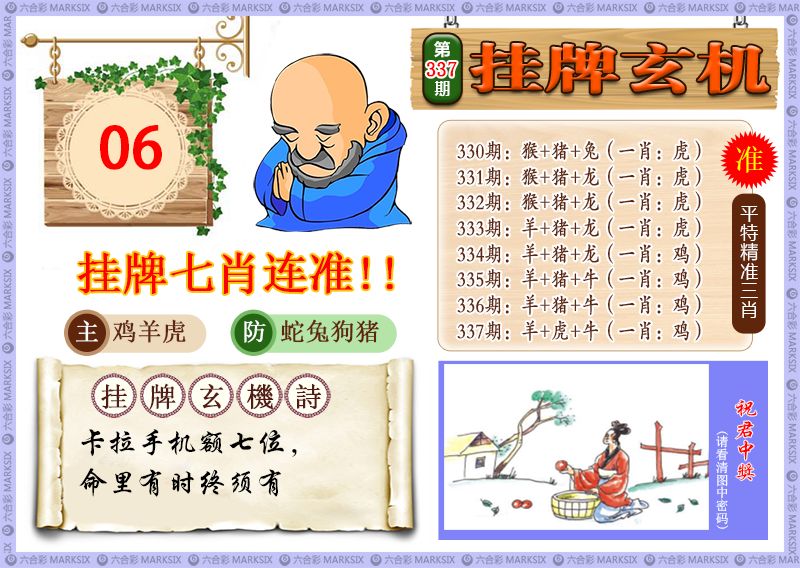 六合彩 MARKSIX
06
第337期
挂牌玄机
330期：猴+猪+兔（一肖：虎）
331期：猴+猪+龙（一肖：虎）
332期：猴+猪+龙（一肖：虎）
333期：羊+猪+龙（一肖：虎）
334期：羊+猪+龙（一肖：鸡）
335期：羊+猪+牛（一肖：鸡）
336期：羊+猪+牛（一肖：鸡）
337期：羊+虎+牛（一肖：鸡）
准
平特精准三肖
挂牌七肖连准!!
主 鸡羊虎
防 蛇兔狗猪
挂牌玄機詩
卡拉手机额七位，
命里有时终须有
祝君中奖
(请看清图中密码)